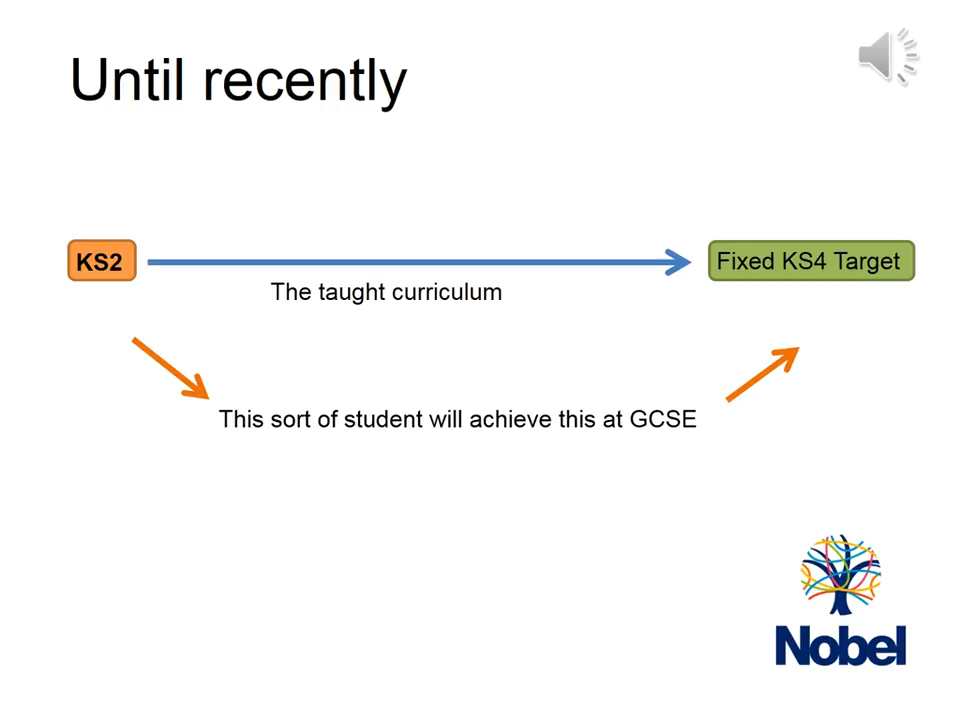 Until recently
KS2
Fixed KS4 Target
The taught curriculum
This sort of student will achieve this at GCSE
Nobel